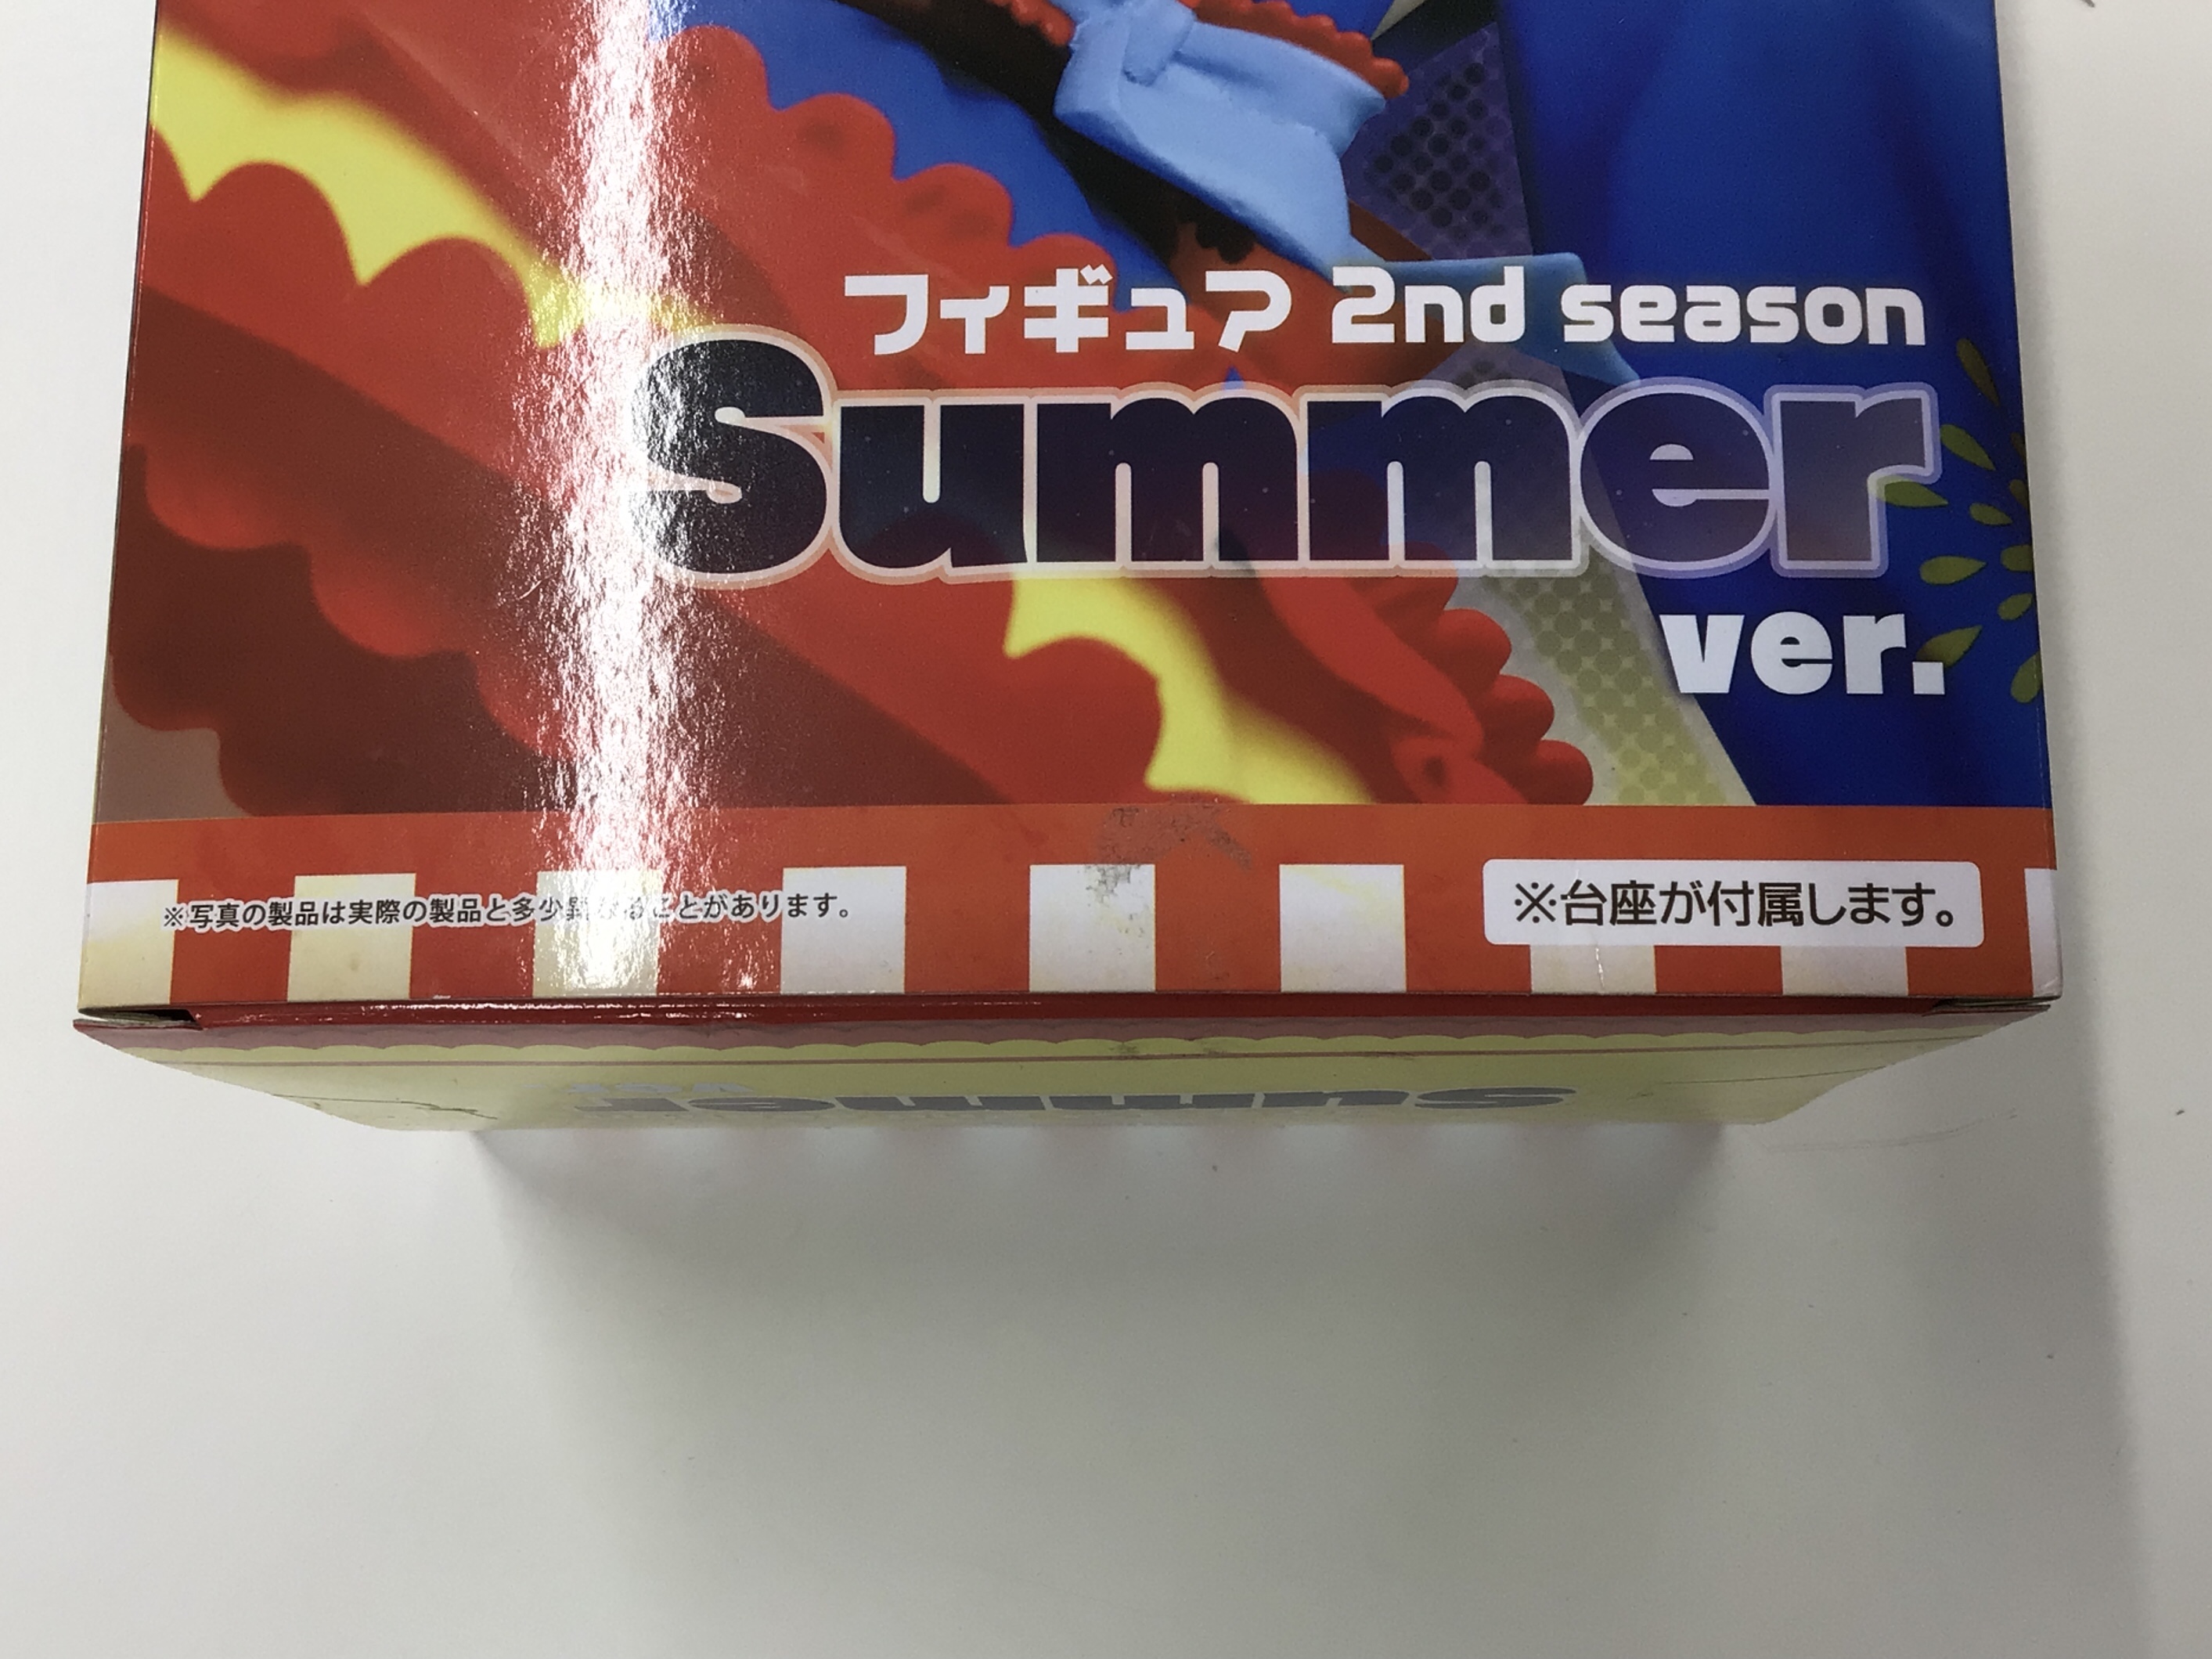 フィギュア 2nd season
Summer
ver.
※写真の製品は実際の製品と多少異なることがあります。
※台座が付属します。
Summer
ver.